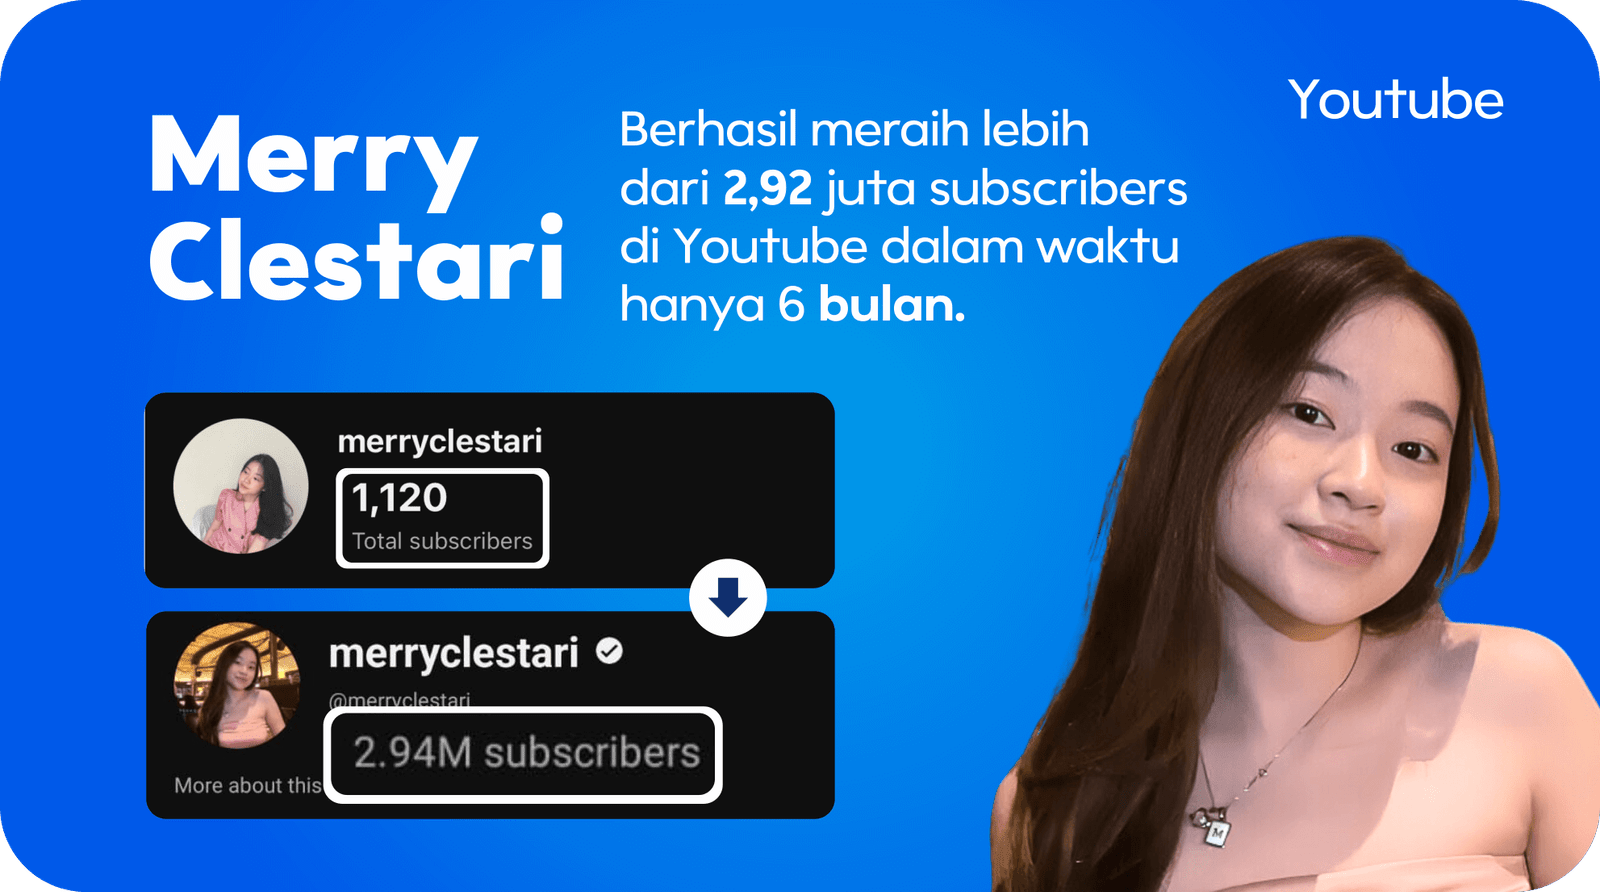 Youtube
Merry
Clestari
Berhasil meraih lebih
dari 2,92 juta subscribers
di Youtube dalam waktu
hanya 6 bulan.
merryclestari
1,120
Total subscribers
merryclestari
@merryclestari
2.94M subscribers
More about this
M